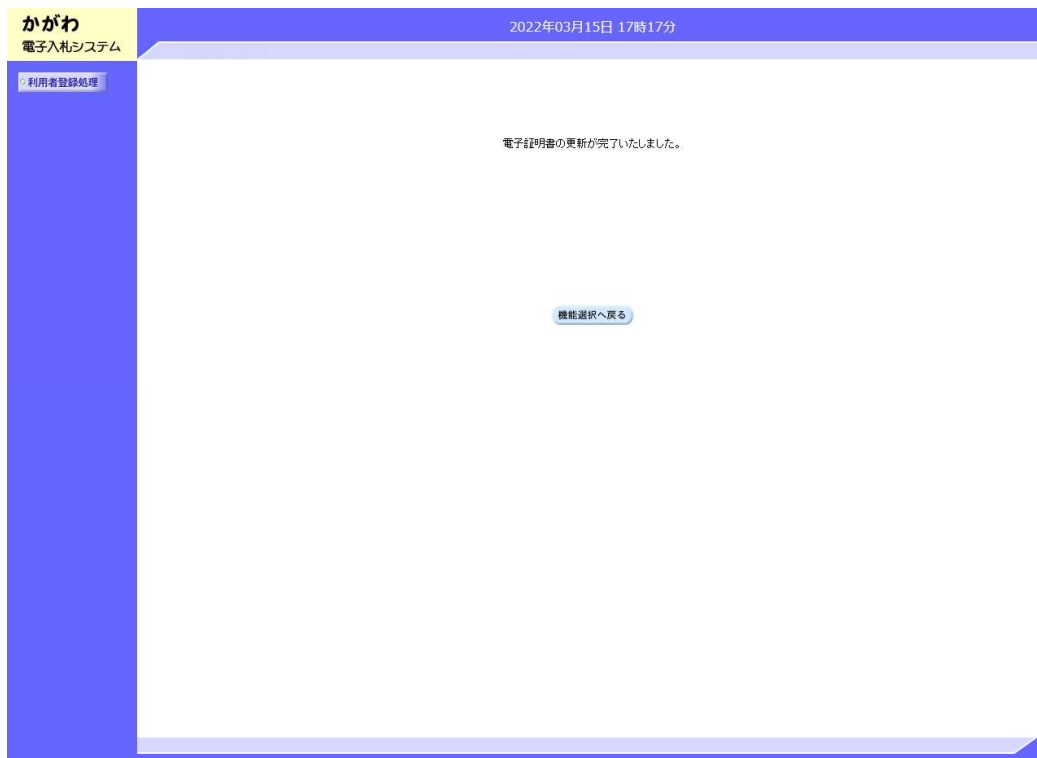 かがわ
電子入札システム
2022年03月15日 17時17分
利用者登録処理
電子証明書の更新が完了いたしました。
機能選択へ戻る